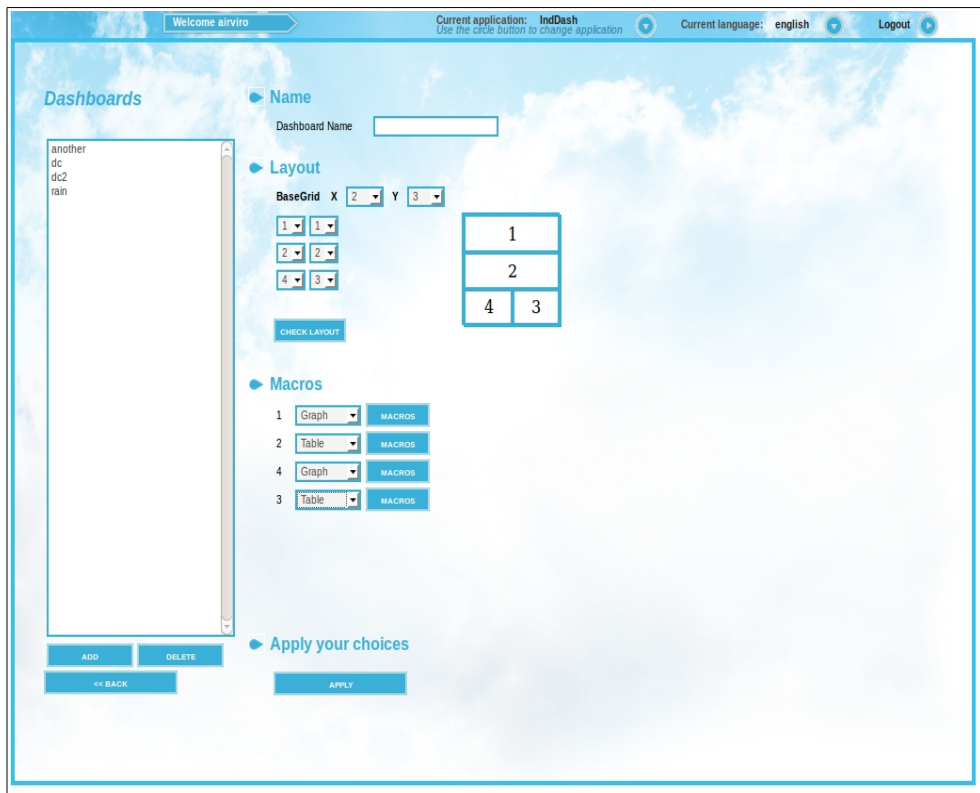 Welcome airviro
Current application: IndDash
Use the circle button to change application
Current language: english
Logout
Dashboards
another
dc
dc2
rain
ADD DELETE
<< BACK
Name
Dashboard Name
Layout
BaseGrid X 2 Y 3
1 1
2 2
4 3
1
2
4 3
CHECK LAYOUT
Macros
1 Graph MACROS
2 Table MACROS
4 Graph MACROS
3 Table MACROS
Apply your choices
APPLY